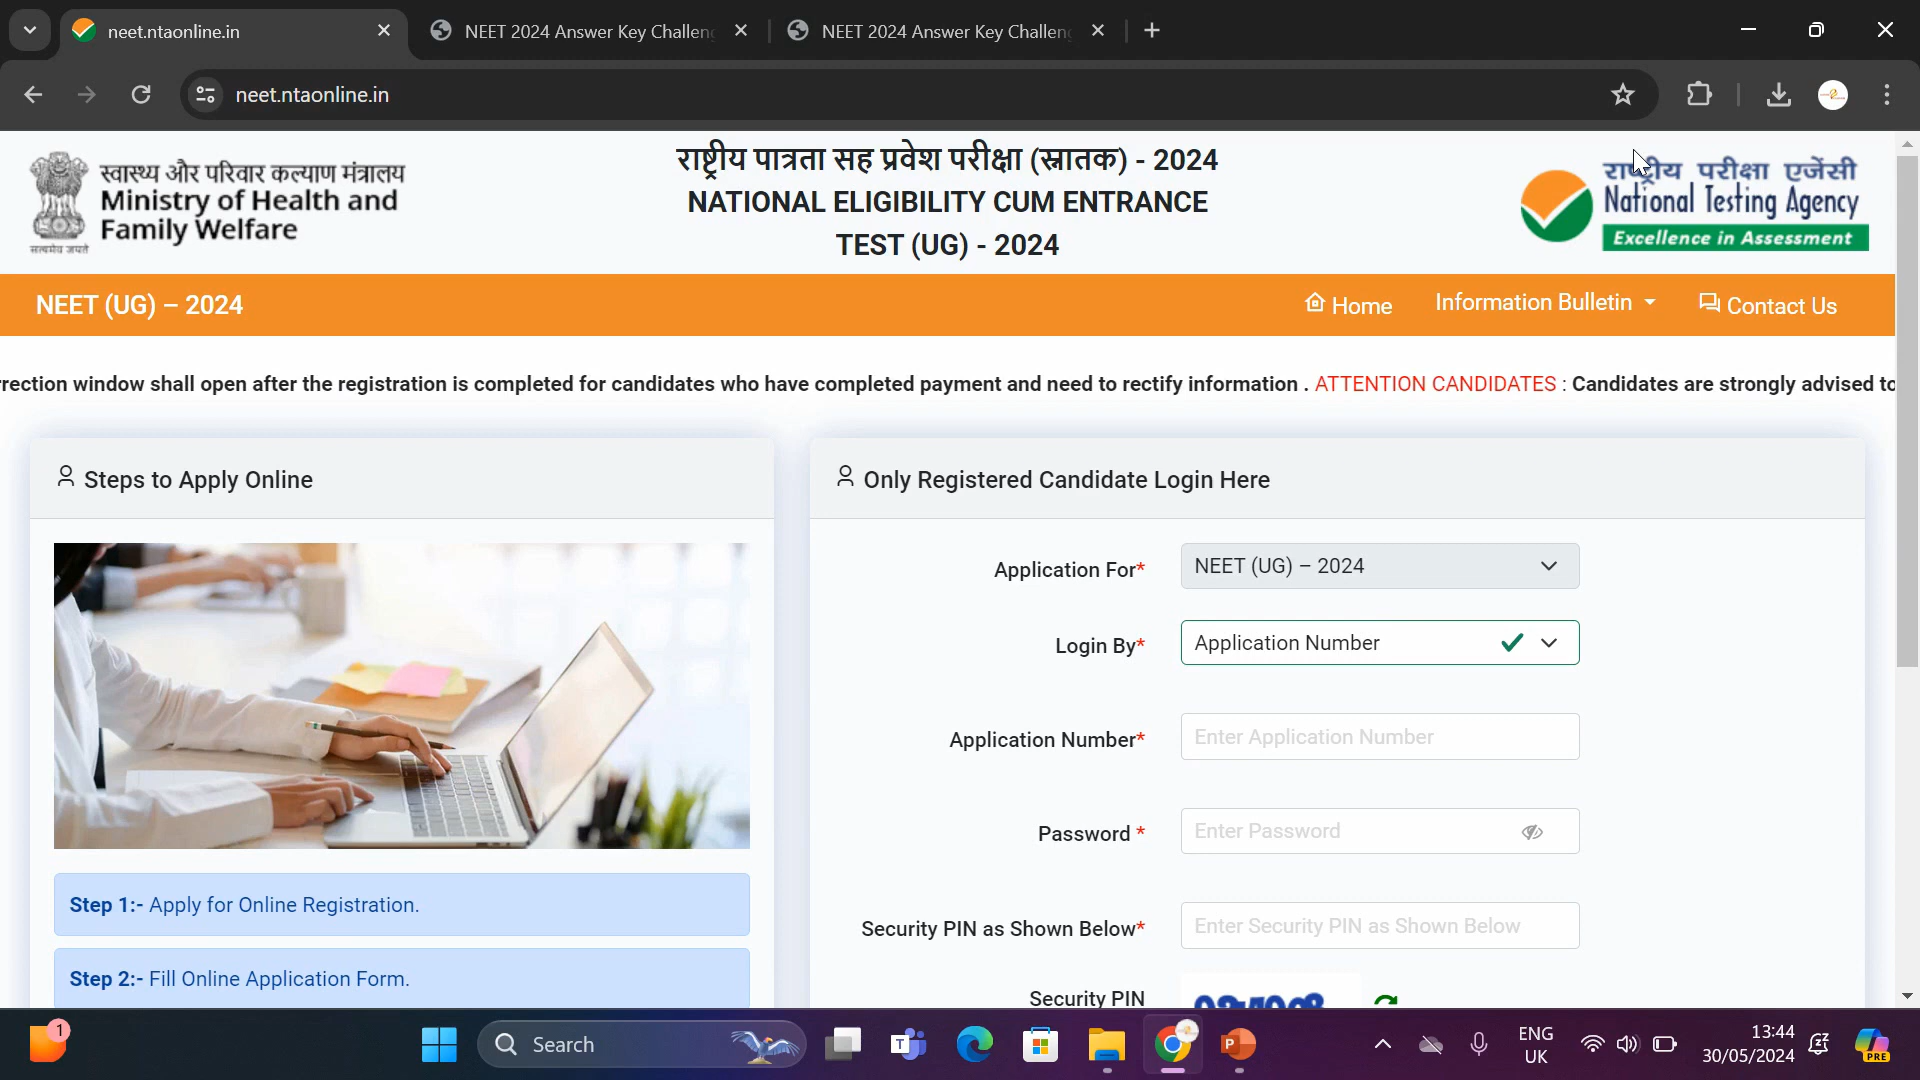 neet.ntaonline.in
NEET 2024 Answer Key Challeng
NEET 2024 Answer Key Challeng
neet.ntaonline.in
स्वास्थ्य और परिवार कल्याण मंत्रालय
Ministry of Health and
Family Welfare
सत्यमेव जयते
राष्ट्रीय पात्रता सह प्रवेश परीक्षा (स्नातक) - 2024
NATIONAL ELIGIBILITY CUM ENTRANCE
TEST (UG) - 2024
राष्ट्रीय परीक्षा एजेंसी
National Testing Agency
Excellence in Assessment
NEET (UG) – 2024
Home
Information Bulletin
Contact Us
rrection window shall open after the registration is completed for candidates who have completed payment and need to rectify information . ATTENTION CANDIDATES : Candidates are strongly advised to
Steps to Apply Online
Step 1:- Apply for Online Registration.
Step 2:- Fill Online Application Form.
Only Registered Candidate Login Here
Application For* NEET (UG) – 2024
Login By* Application Number
Application Number* Enter Application Number
Password * Enter Password
Security PIN as Shown Below* Enter Security PIN as Shown Below
Security PIN
1
Search
T
P
ENG
UK
13:44
30/05/2024
PRE